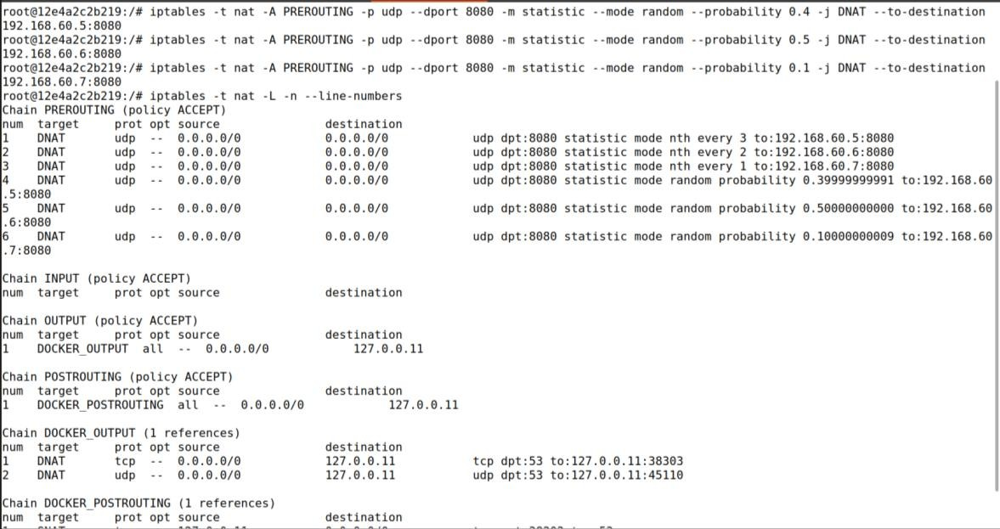 root@12e4a2c2b219:/# iptables -t nat -A PREROUTING -p udp --dport 8080 -m statistic --mode random --probability 0.4 -j DNAT --to-destination
192.168.60.5:8080
root@12e4a2c2b219:/# iptables -t nat -A PREROUTING -p udp --dport 8080 -m statistic --mode random --probability 0.5 -j DNAT --to-destination
192.168.60.6:8080
root@12e4a2c2b219:/# iptables -t nat -A PREROUTING -p udp --dport 8080 -m statistic --mode random --probability 0.1 -j DNAT --to-destination
192.168.60.7:8080
root@12e4a2c2b219:/# iptables -t nat -L -n --line-numbers
Chain PREROUTING (policy ACCEPT)
num  target     prot opt source               destination
1    DNAT       udp  --  0.0.0.0/0            0.0.0.0/0            udp dpt:8080 statistic mode nth every 3 to:192.168.60.5:8080
2    DNAT       udp  --  0.0.0.0/0            0.0.0.0/0            udp dpt:8080 statistic mode nth every 2 to:192.168.60.6:8080
3    DNAT       udp  --  0.0.0.0/0            0.0.0.0/0            udp dpt:8080 statistic mode nth every 1 to:192.168.60.7:8080
4    DNAT       udp  --  0.0.0.0/0            0.0.0.0/0            udp dpt:8080 statistic mode random probability 0.39999999991 to:192.168.60
.5:8080
5    DNAT       udp  --  0.0.0.0/0            0.0.0.0/0            udp dpt:8080 statistic mode random probability 0.50000000000 to:192.168.60
.6:8080
6    DNAT       udp  --  0.0.0.0/0            0.0.0.0/0            udp dpt:8080 statistic mode random probability 0.10000000009 to:192.168.60
.7:8080
Chain INPUT (policy ACCEPT)
num  target     prot opt source               destination
Chain OUTPUT (policy ACCEPT)
num  target     prot opt source               destination
1    DOCKER_OUTPUT  all  --  0.0.0.0/0            127.0.0.11
Chain POSTROUTING (policy ACCEPT)
num  target     prot opt source               destination
1    DOCKER_POSTROUTING  all  --  0.0.0.0/0            127.0.0.11
Chain DOCKER_OUTPUT (1 references)
num  target     prot opt source               destination
1    DNAT       tcp  --  0.0.0.0/0            127.0.0.11           tcp dpt:53 to:127.0.0.11:38303
2    DNAT       udp  --  0.0.0.0/0            127.0.0.11           udp dpt:53 to:127.0.0.11:45110
Chain DOCKER_POSTROUTING (1 references)
num  target     prot opt source               destination